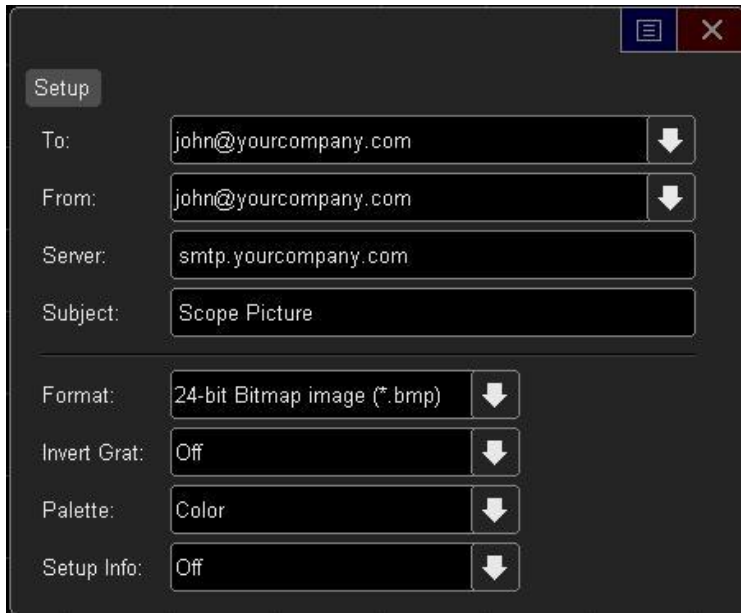 Setup
To: john@yourcompany.com
From: john@yourcompany.com
Server: smtp.yourcompany.com
Subject: Scope Picture
Format: 24-bit Bitmap image (*.bmp)
Invert Grat: Off
Palette: Color
Setup Info: Off